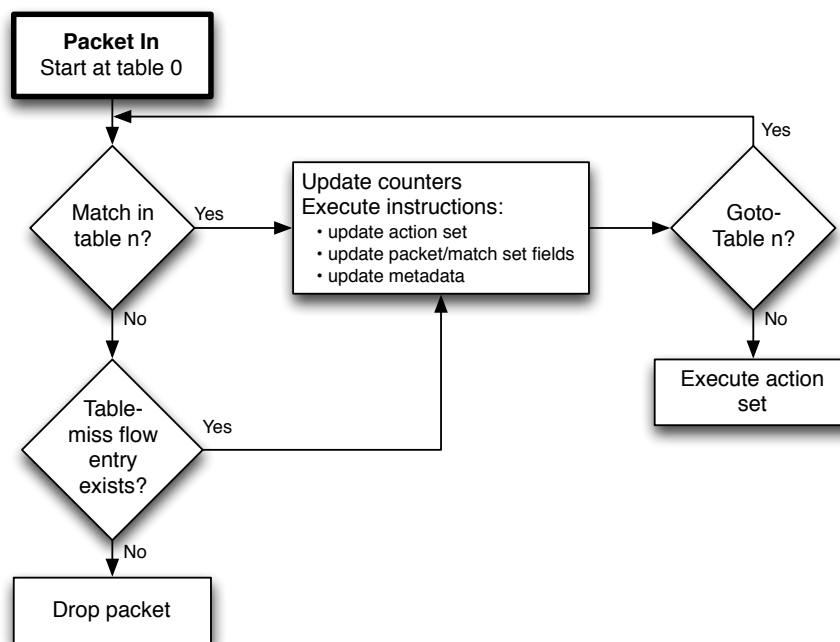 Packet In
Start at table 0
Yes
Match in
table n?
Yes
Update counters
Execute instructions:
• update action set
• update packet/match set fields
• update metadata
Goto-
Table n?
No
No
Execute action
set
Table-
miss flow
entry
exists?
Yes
No
Drop packet